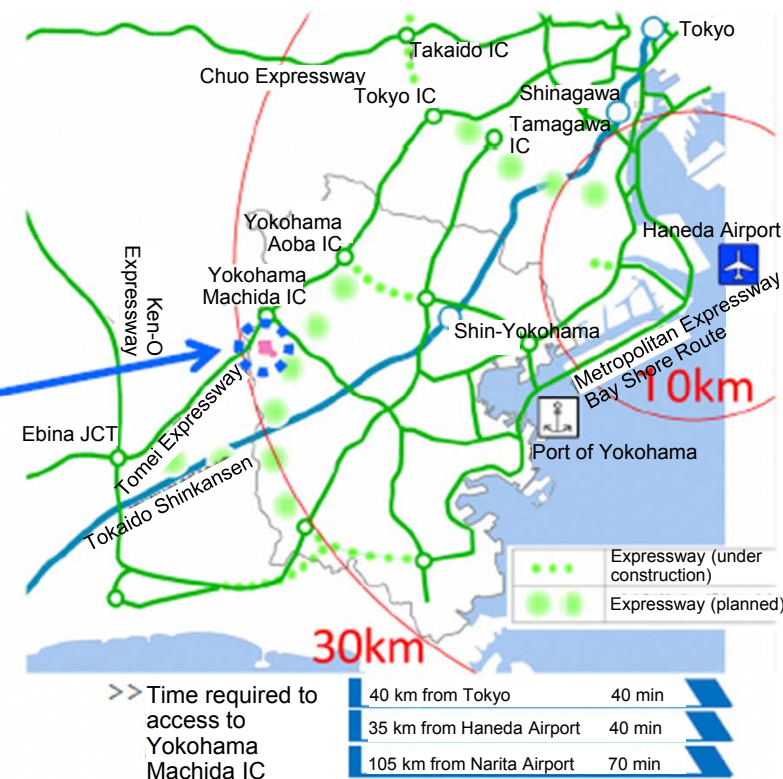 Tokyo
Takaido IC
Chuo Expressway
Tokyo IC
Shinagawa
Tamagawa
IC
Yokohama
Aoba IC
Haneda Airport
Yokohama
Machida IC
Ken-O
Expressway
Shin-Yokohama
Metropolitan Expressway
Bay Shore Route
10km
Ebina JCT
Tomei Expressway
Port of Yokohama
Tokaido Shinkansen
Expressway (under
construction)
Expressway (planned)
30km
>> Time required to
access to
Yokohama
Machida IC
40 km from Tokyo 40 min
35 km from Haneda Airport 40 min
105 km from Narita Airport 70 min